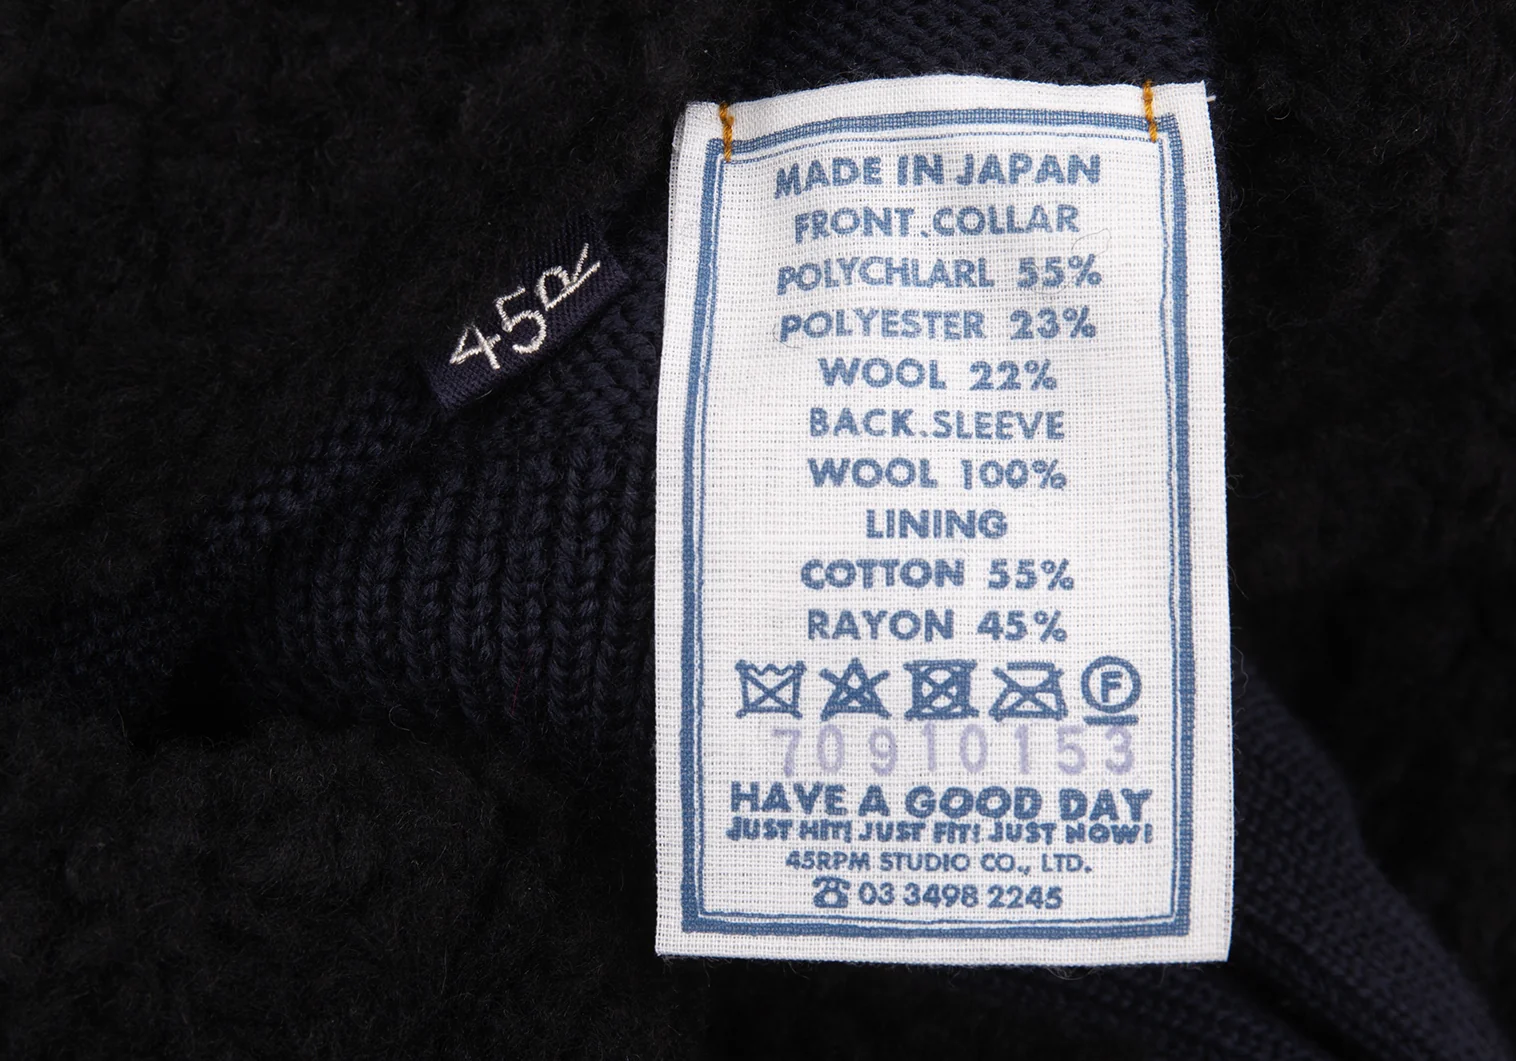 45R
MADE IN JAPAN
FRONT.COLLAR
POLYCHLARL 55%
POLYESTER 23%
WOOL 22%
BACK.SLEEVE
WOOL 100%
LINING
COTTON 55%
RAYON 45%
F
70910153
HAVE A GOOD DAY
JUST HIT! JUST FIT! JUST NOW!
45RPM STUDIO CO., LTD.
☎ 03 3498 2245